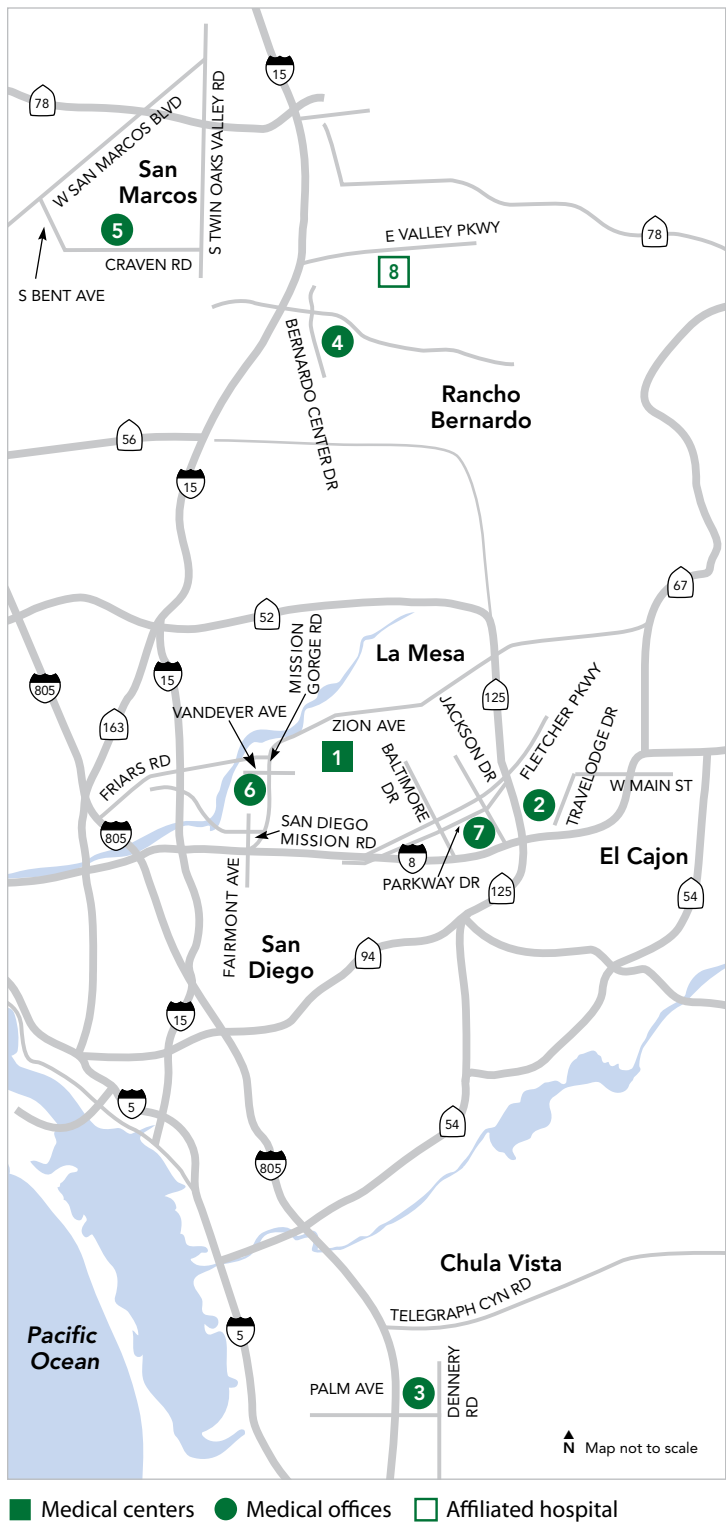 15
78
W SAN MARCOS BLVD
S TWIN OAKS VALLEY RD
San
Marcos
5
CRAVEN RD
S BENT AVE
E VALLEY PKWY
78
8
4
BERNARDO CENTER DR
Rancho
Bernardo
56
15
67
52
MISSION
GORGE RD
La Mesa
805
15
163
VANDEVER AVE
ZION AVE
1
125
JACKSON DR
FLETCHER PKWY
TRAVELODGE DR
BALTIMORE
DR
FRIARS RD
6
W MAIN ST
2
7
805
SAN DIEGO
MISSION RD
8
PARKWAY DR
El Cajon
125
54
FAIRMONT AVE
San
Diego
94
15
5
54
805
Chula Vista
TELEGRAPH CYN RD
Pacific
Ocean
5
PALM AVE
3
DENNERY
RD
N Map not to scale
Medical centers Medical offices Affiliated hospital